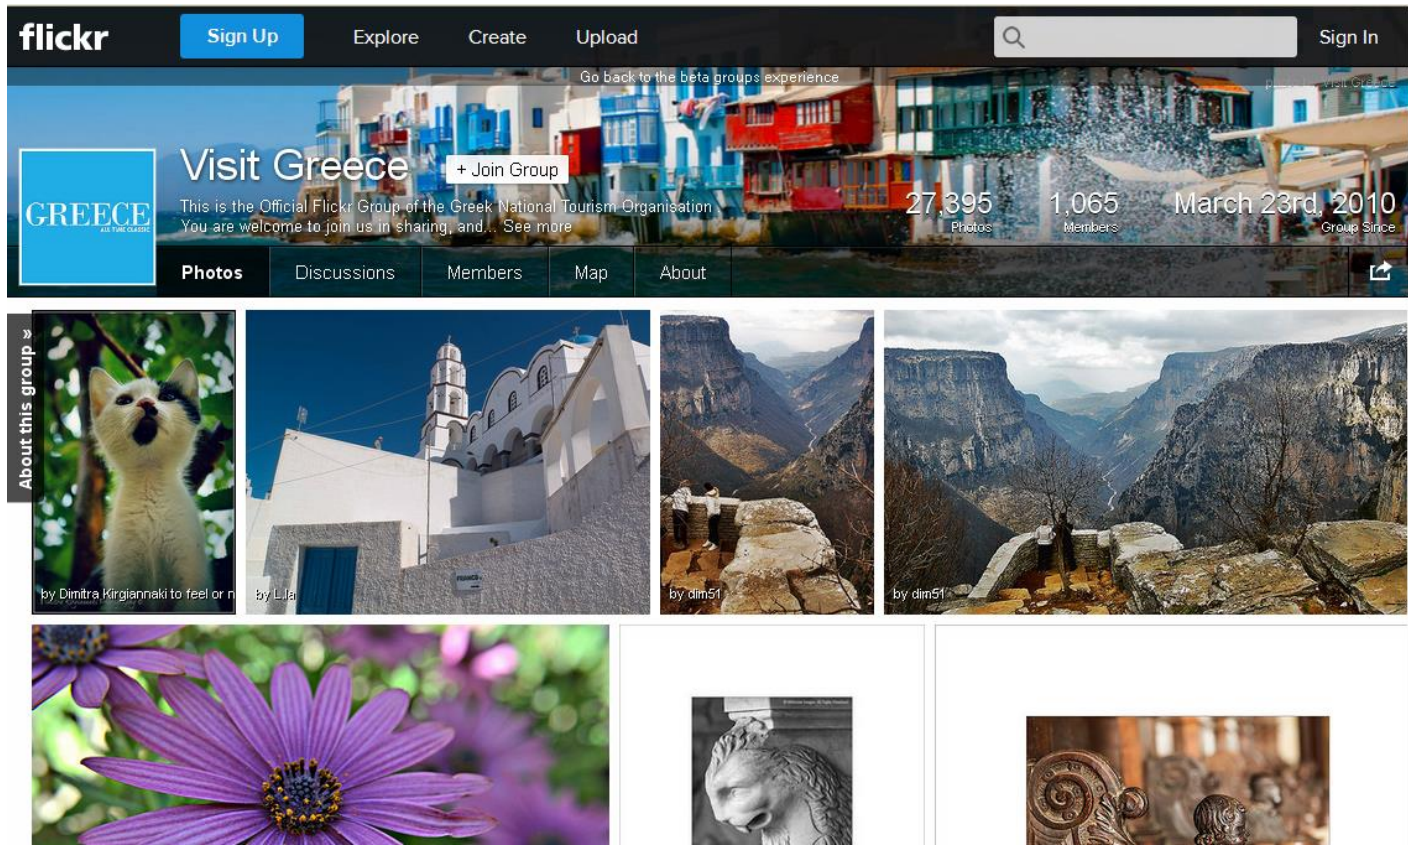 flickr
Sign Up
Explore
Create
Upload
Sign In
Go back to the beta groups experience
Visit Greece
+ Join Group
GREECE
ALL TIME CLASSIC
This is the Official Flickr Group of the Greek National Tourism Organisation
You are welcome to join us in sharing, and... See more
27,395
Photos
1,065
Members
March 23rd, 2010
Group Since
Photos
Discussions
Members
Map
About
About this group »
by Dimitra Kirgiannaki to feel or n
by L.la
by dim51
by dim51